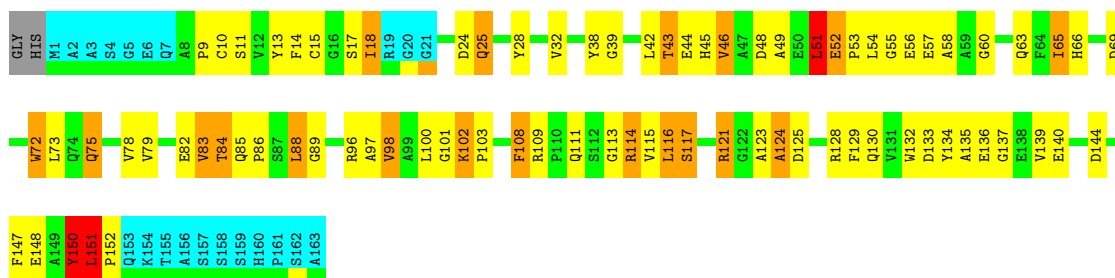 GLY HIS M1 A2 A3 S4 G5 E6 Q7 A8 P9 C10 S11 V12 Y13 F14 C15 G16 S17 I18 R19 G20 G21 D24 Q25 Y28 V32 Y38 G39 L42 T43 E44 H45 V46 A47 D48 A49 E50 L51 E52 P53 L54 G55 E56 E57 A58 A59 G60 Q63 F64 I65 H66
W72 L73 Q74 Q75 V78 V79 E82 V83 T84 Q85 P86 S87 L88 G89 R96 A97 V98 A99 L100 G101 K102 P103 F108 R109 P110 Q111 S112 G113 R114 V115 L116 S117 R121 G122 A123 A124 D125 R128 F129 Q130 V131 W132 D133 Y134 A135 E136 G137 E138 V139 E140 D144
F147 E148 A149 Y150 L151 P152 Q153 K154 T155 A156 S157 S158 S159 H160 P161 S162 A163